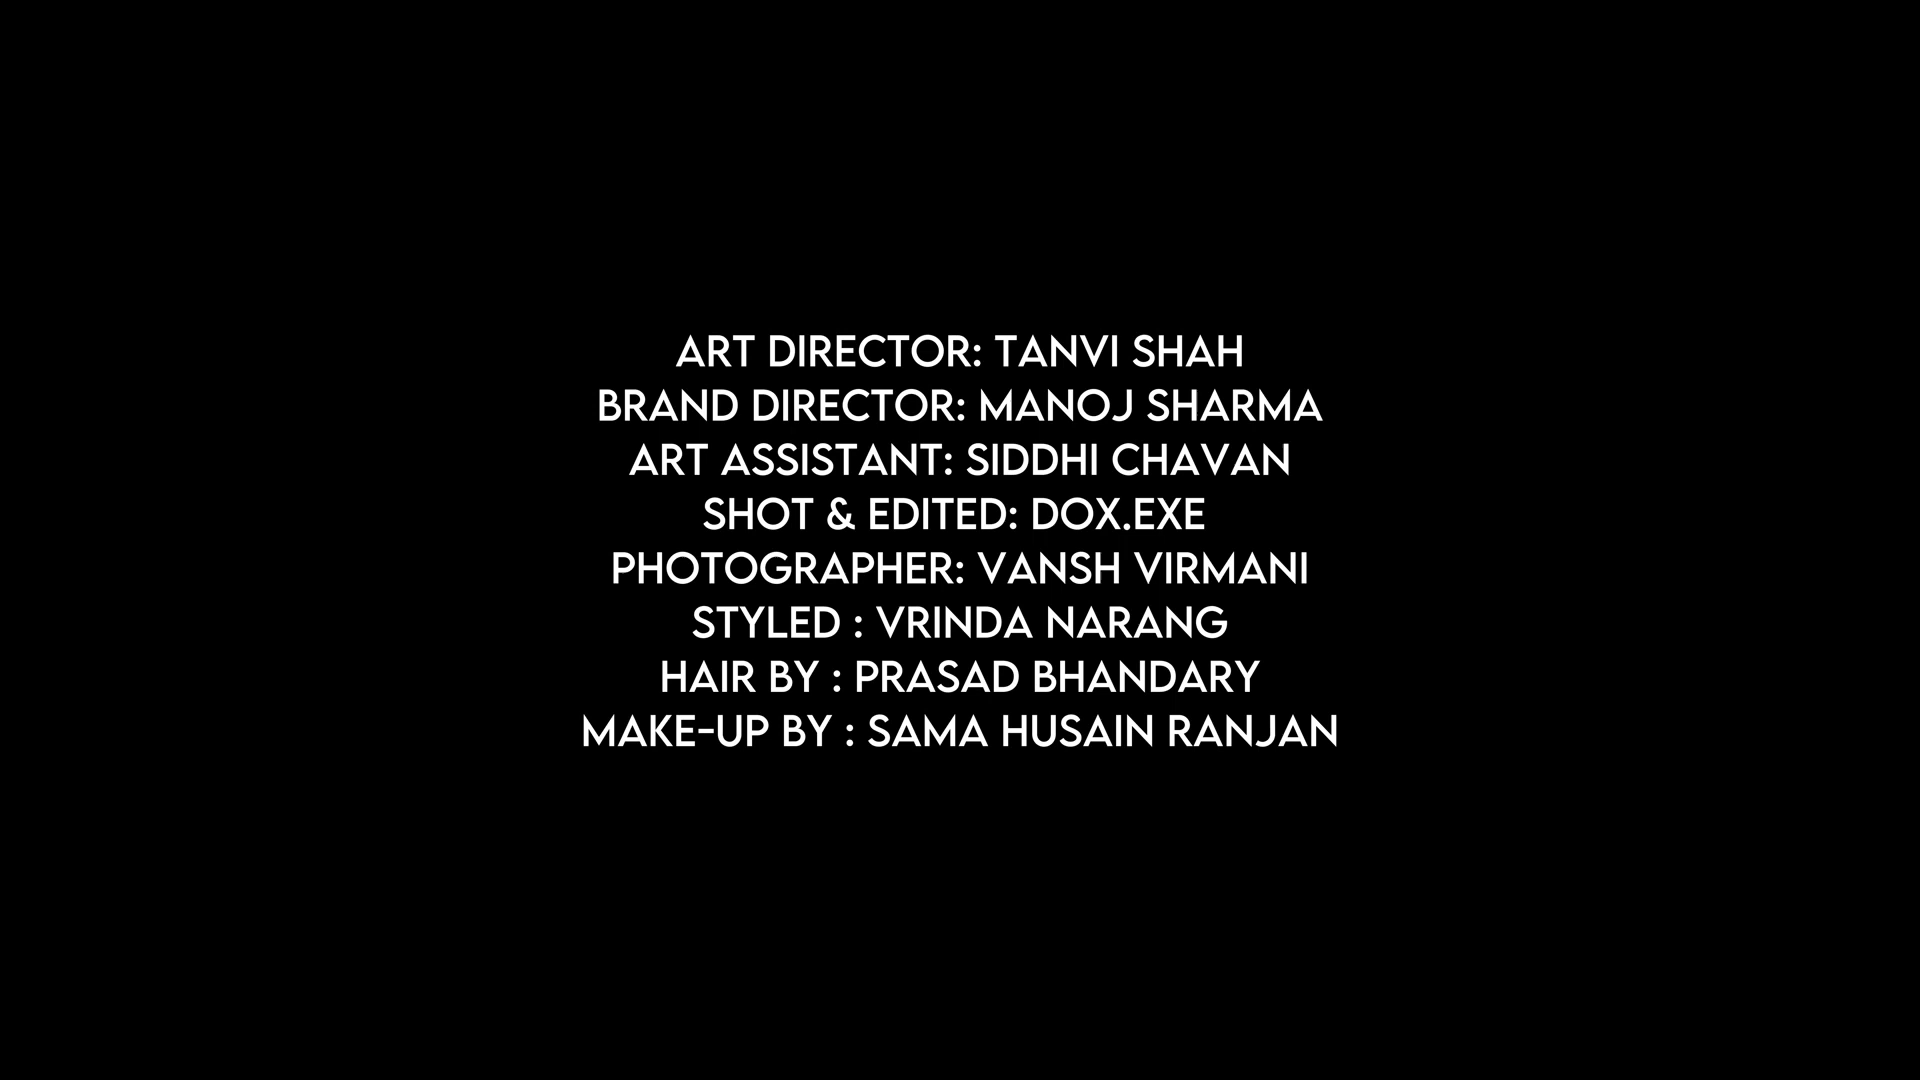 ART DIRECTOR: TANVI SHAH
BRAND DIRECTOR: MANOJ SHARMA
ART ASSISTANT: SIDDHI CHAVAN
SHOT & EDITED: DOX.EXE
PHOTOGRAPHER: VANSH VIRMANI
STYLED : VRINDA NARANG
HAIR BY : PRASAD BHANDARY
MAKE-UP BY : SAMA HUSAIN RANJAN